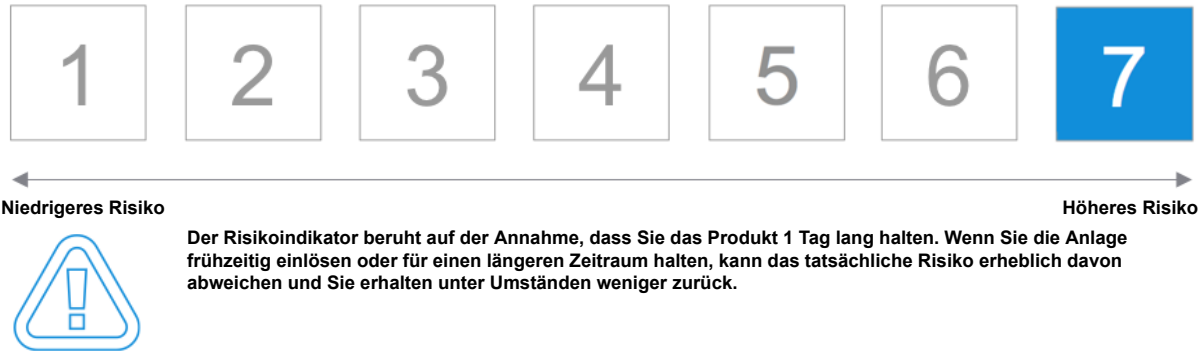 1 2 3 4 5 6 7
Niedrigeres Risiko Höheres Risiko
Der Risikoindikator beruht auf der Annahme, dass Sie das Produkt 1 Tag lang halten. Wenn Sie die Anlage
frühzeitig einlösen oder für einen längeren Zeitraum halten, kann das tatsächliche Risiko erheblich davon
abweichen und Sie erhalten unter Umständen weniger zurück.